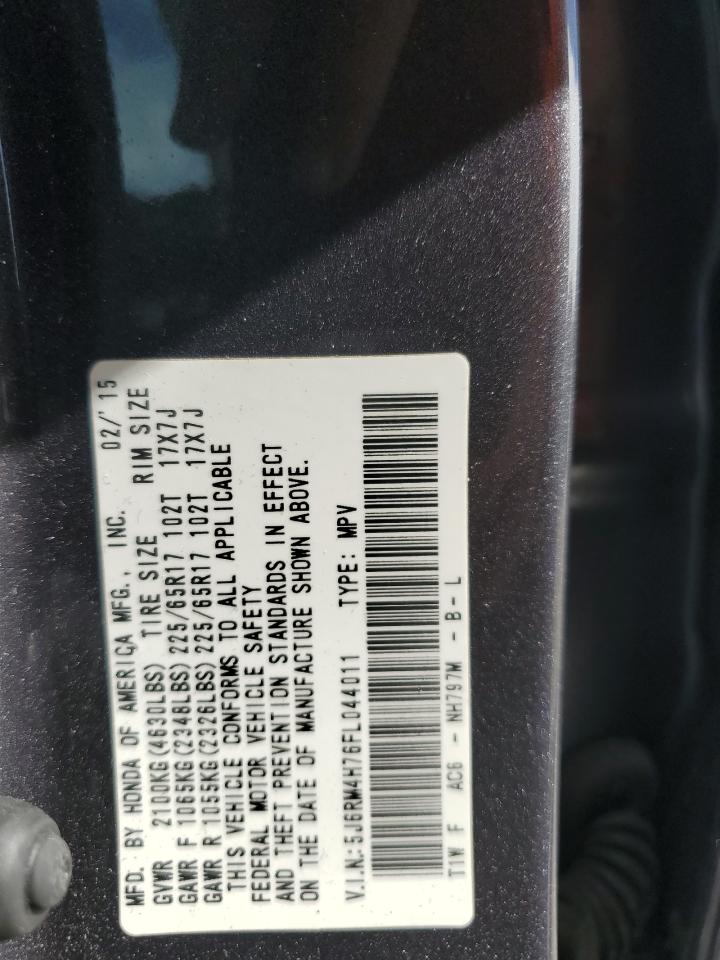 MFD. BY HONDA OF AMERICA MFG., INC. 02/'15
GVWR 2100KG(4630LBS) TIRE SIZE RIM SIZE
GAWR F 1065KG(2348LBS) 225/65R17 102T 17X7J
GAWR R 1055KG(2326LBS) 225/65R17 102T 17X7J
THIS VEHICLE CONFORMS TO ALL APPLICABLE
FEDERAL MOTOR VEHICLE SAFETY
AND THEFT PREVENTION STANDARDS IN EFFECT
ON THE DATE OF MANUFACTURE SHOWN ABOVE.
V.I.N.: 5J6RM4H76FL044011 TYPE: MPV
T1W F AC6 - NH797M - B - L